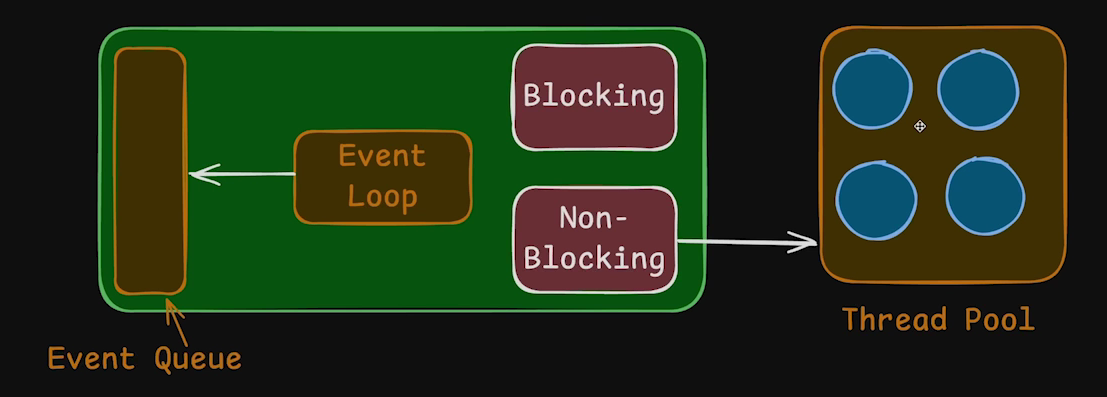 Blocking
Event
Loop
Non-
Blocking
Thread Pool
Event Queue